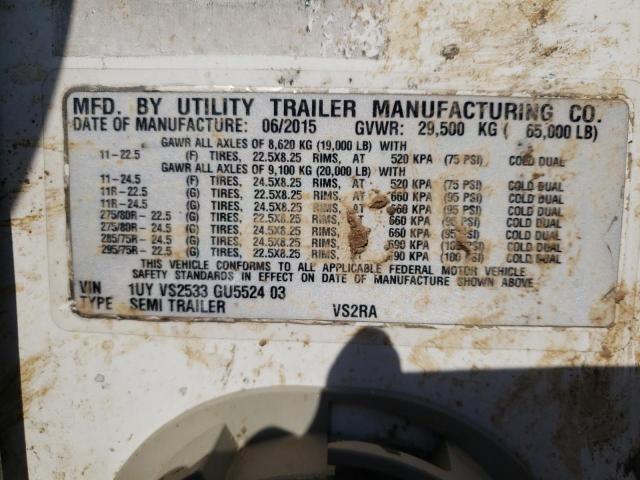 MFD. BY UTILITY TRAILER MANUFACTURING CO.
DATE OF MANUFACTURE: 06/2015 GVWR: 29,500 KG ( 65,000 LB)
GAWR ALL AXLES OF 8,620 KG (19,000 LB) WITH
11-22.5 (F) TIRES, 22.5X8.25 RIMS, AT 520 KPA (75 PSI) COLD DUAL
GAWR ALL AXLES OF 9,100 KG (20,000 LB) WITH
11-24.5 (F) TIRES, 24.5X8.25 RIMS, AT 520 KPA (75 PSI) COLD DUAL
11R-22.5 (G) TIRES, 22.5X8.25 RIMS, AT 660 KPA (95 PSI) COLD DUAL
11R-24.5 (G) TIRES, 24.5X8.25 RIMS, AT 660 KPA (95 PSI) COLD DUAL
275/80R-22.5 (G) TIRES, 22.5X8.25 RIMS, 660 KPA (95 PSI) COLD DUAL
275/80R-24.5 (G) TIRES, 24.5X8.25 RIMS, 660 KPA (95 PSI) COLD DUAL
285/75R-24.5 (G) TIRES, 24.5X8.25 RIMS, 690 KPA COLD DUAL
295/75R-22.5 (G) TIRES, 22.5X8.25 RIMS, KPA COLD DUAL
THIS VEHICLE CONFORMS TO ALL APPLICABLE FEDERAL MOTOR VEHICLE
SAFETY STANDARDS IN EFFECT ON DATE OF MANUFACTURE SHOWN ABOVE
VIN 1UY VS2533 GU5524 03
TYPE SEMI TRAILER VS2RA